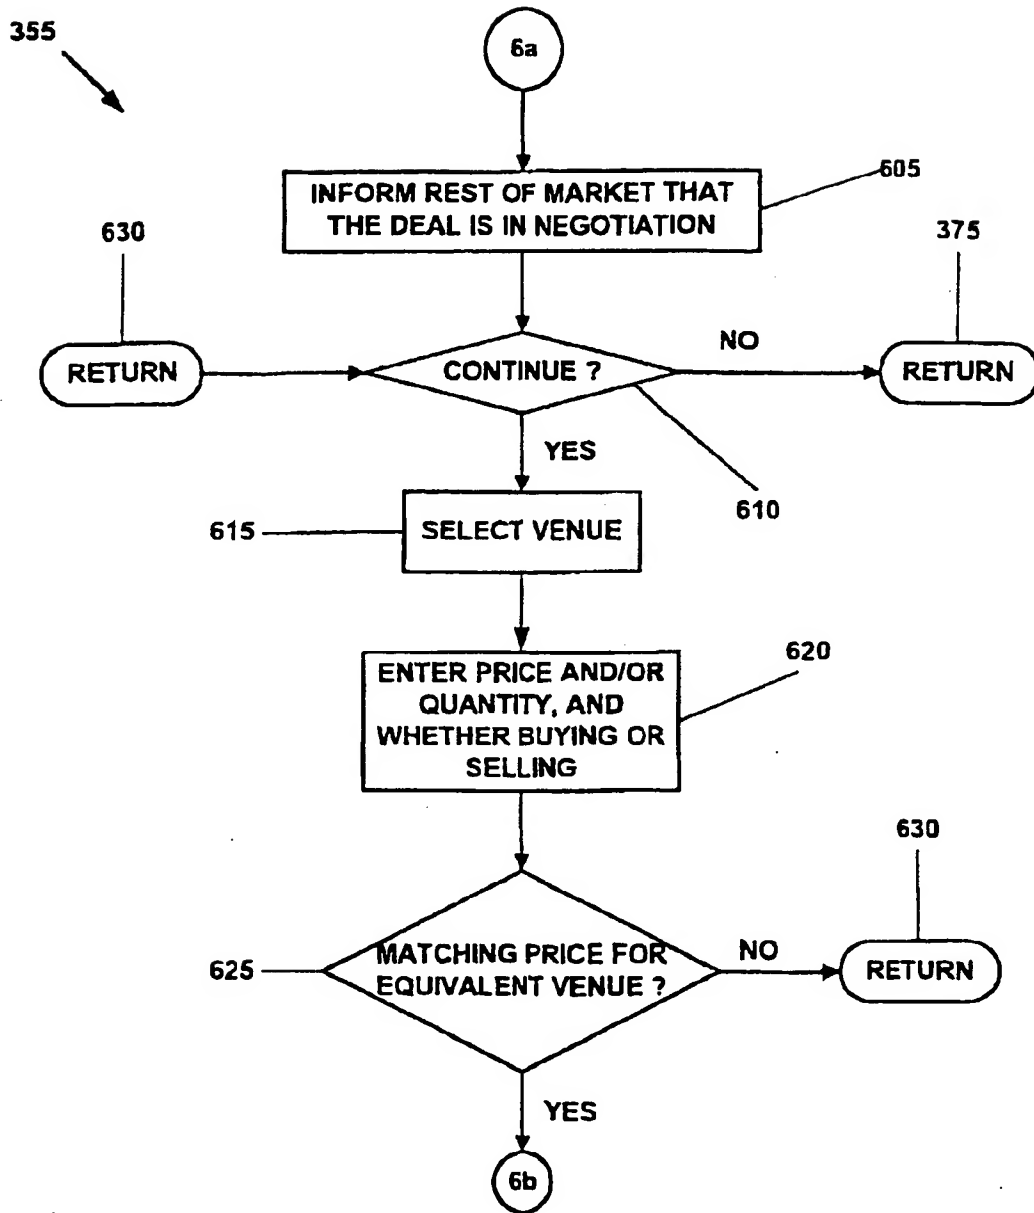 355
6a
INFORM REST OF MARKET THAT
THE DEAL IS IN NEGOTIATION
605
630
375
RETURN
CONTINUE ?
NO
RETURN
YES
610
615
SELECT VENUE
620
ENTER PRICE AND/OR
QUANTITY, AND
WHETHER BUYING OR
SELLING
630
625
MATCHING PRICE FOR
EQUIVALENT VENUE ?
NO
RETURN
YES
6b